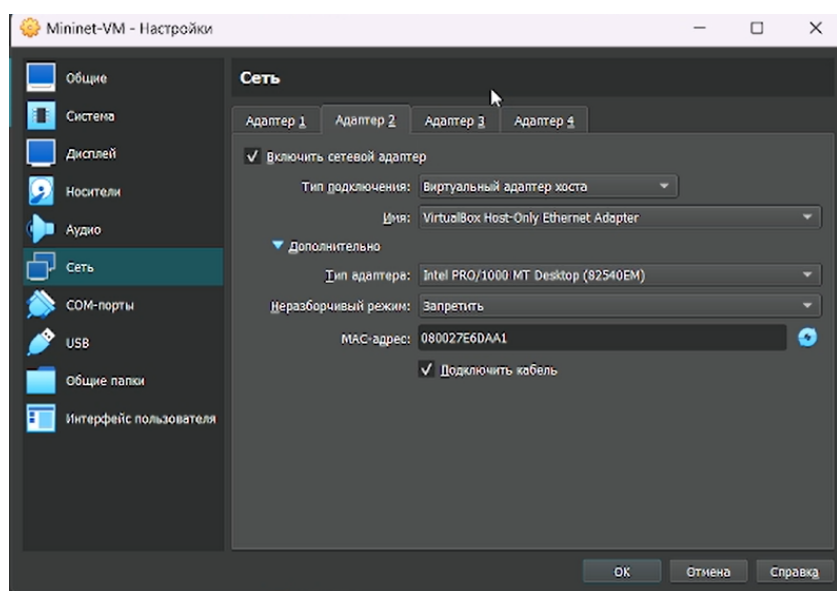 Mininet-VM - Настройки
Общие
Система
Дисплей
Носители
Аудио
Сеть
COM-порты
USB
Общие папки
Интерфейс пользователя
Сеть
Адаптер 1 Адаптер 2 Адаптер 3 Адаптер 4
Включить сетевой адаптер
Тип подключения: Виртуальный адаптер хоста
Имя: VirtualBox Host-Only Ethernet Adapter
Дополнительно
Тип адаптера: Intel PRO/1000 MT Desktop (82540EM)
Неразборчивый режим: Запретить
MAC-адрес: 080027E6DAA1
Подключить кабель
OK Отмена Справка